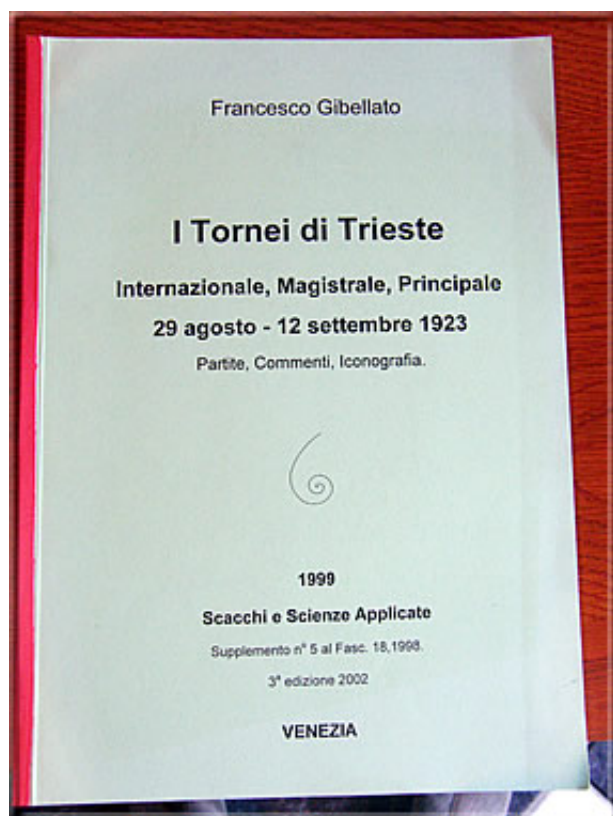 Francesco Gibellato
I Tornei di Trieste
Internazionale, Magistrale, Principale
29 agosto - 12 settembre 1923
Partite, Commenti, Iconografia.
1999
Scacchi e Scienze Applicate
Supplemento n° 5 al Fasc. 18,1998.
3ª edizione 2002
VENEZIA